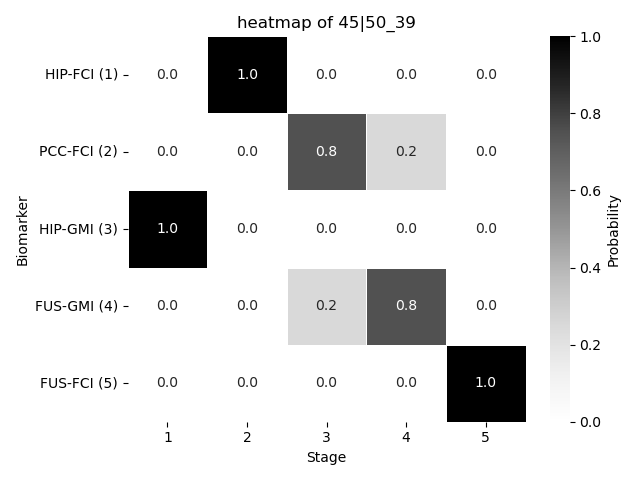 heatmap of 45|50_39
HIP-FCI (1) 0.0 1.0 0.0 0.0 0.0
PCC-FCI (2) 0.0 0.0 0.8 0.2 0.0
HIP-GMI (3) 1.0 0.0 0.0 0.0 0.0
FUS-GMI (4) 0.0 0.0 0.2 0.8 0.0
FUS-FCI (5) 0.0 0.0 0.0 0.0 1.0
1 2 3 4 5
Stage
Biomarker
1.0
0.8
0.6
0.4
0.2
0.0
Probability